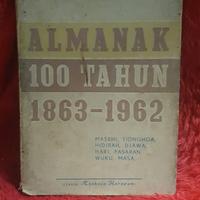 ALMANAK
100 TAHUN
1863-1962
MASEHI, TIONGHOA,
HIDJRAH, DJAWA,
HARI, PASARAN,
WUKU, MASA.